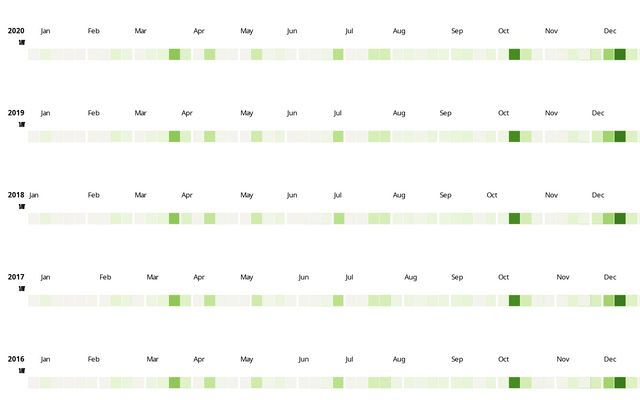 2020 Jan Feb Mar Apr May Jun Jul Aug Sep Oct Nov Dec
2019 Jan Feb Mar Apr May Jun Jul Aug Sep Oct Nov Dec
2018 Jan Feb Mar Apr May Jun Jul Aug Sep Oct Nov Dec
2017 Jan Feb Mar Apr May Jun Jul Aug Sep Oct Nov Dec
2016 Jan Feb Mar Apr May Jun Jul Aug Sep Oct Nov Dec